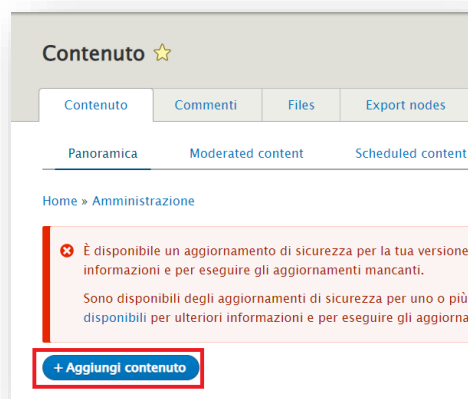 Contenuto
Contenuto Commenti Files Export nodes
Panoramica Moderated content Scheduled content
Home » Amministrazione
È disponibile un aggiornamento di sicurezza per la tua versione
informazioni e per eseguire gli aggiornamenti mancanti.
Sono disponibili degli aggiornamenti di sicurezza per uno o più
disponibili per ulteriori informazioni e per eseguire gli aggiorna
+ Aggiungi contenuto